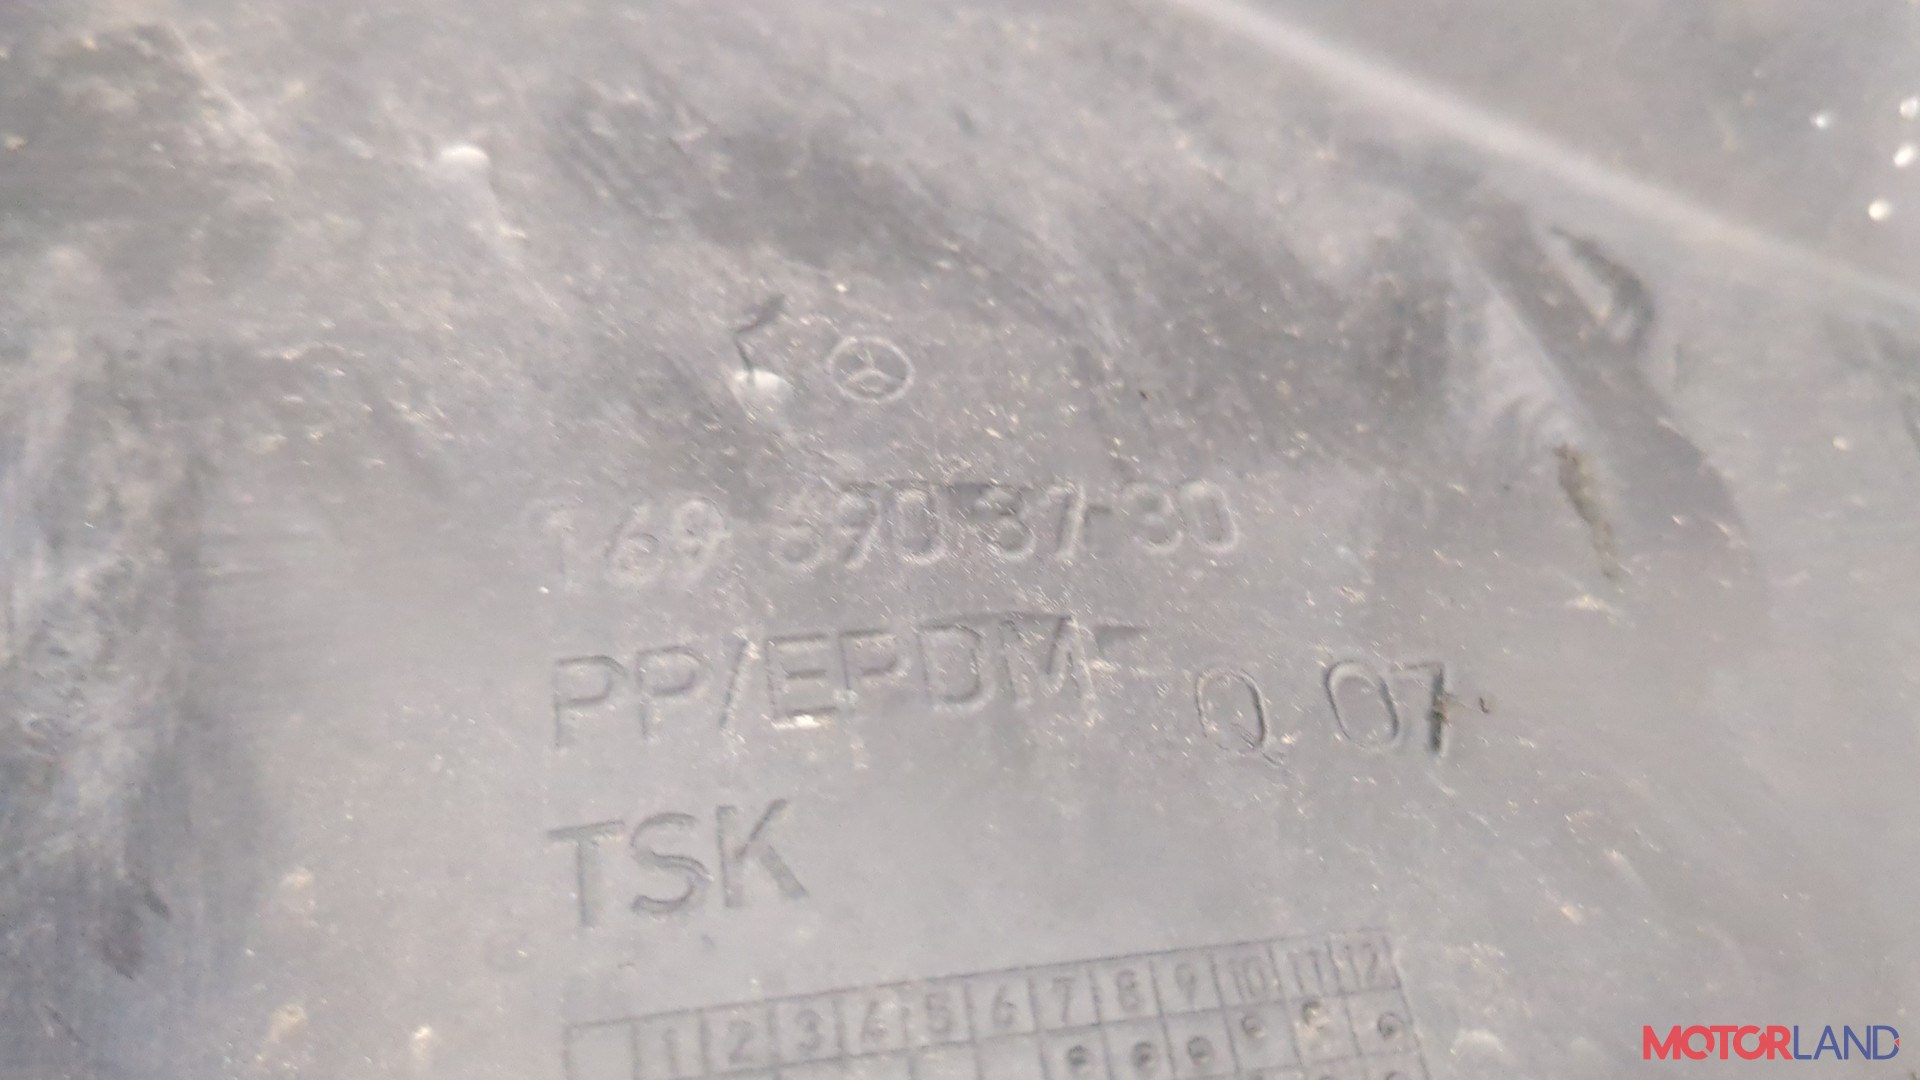 169 690 37 30
PP/EPDM- Q 07
TSK
1 2 3 4 5 6 7 8 9 10 11 12
MOTORLAND